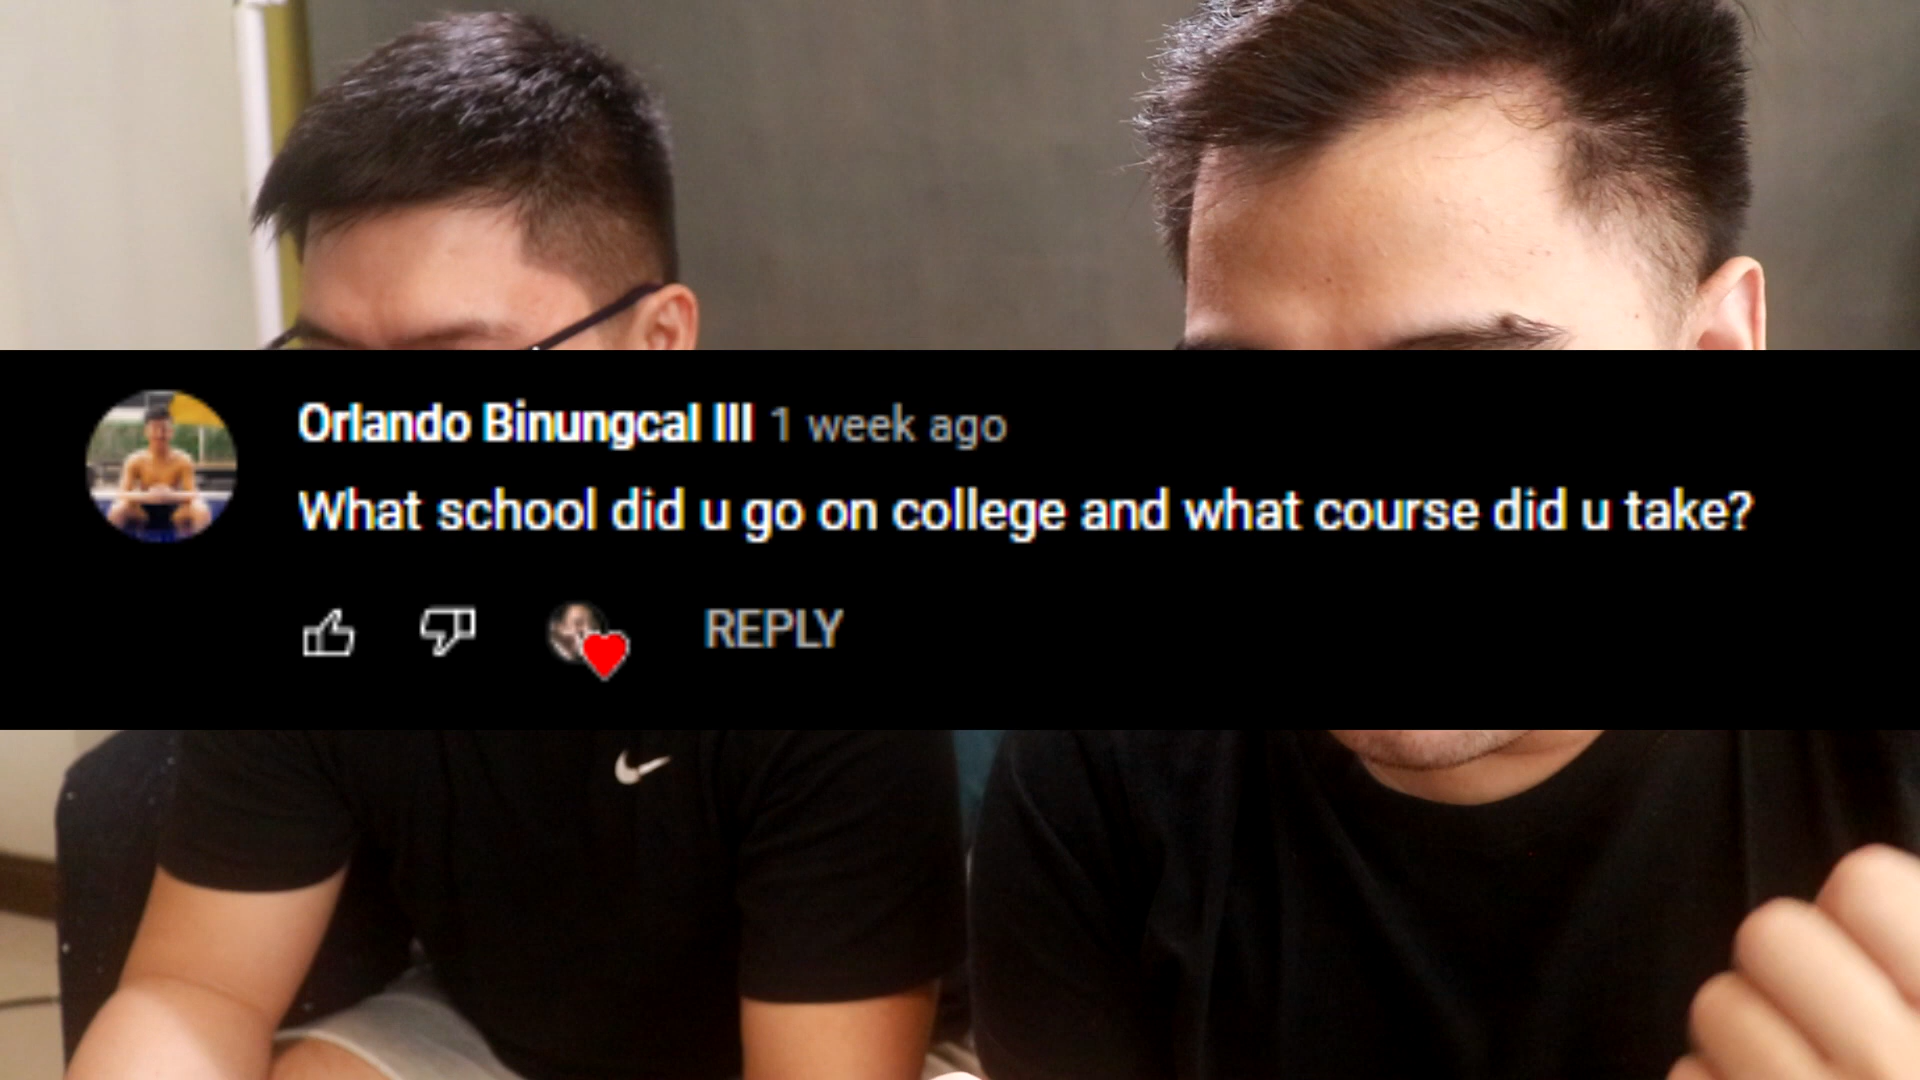 Orlando Binungcal III 1 week ago
What school did u go on college and what course did u take?
REPLY